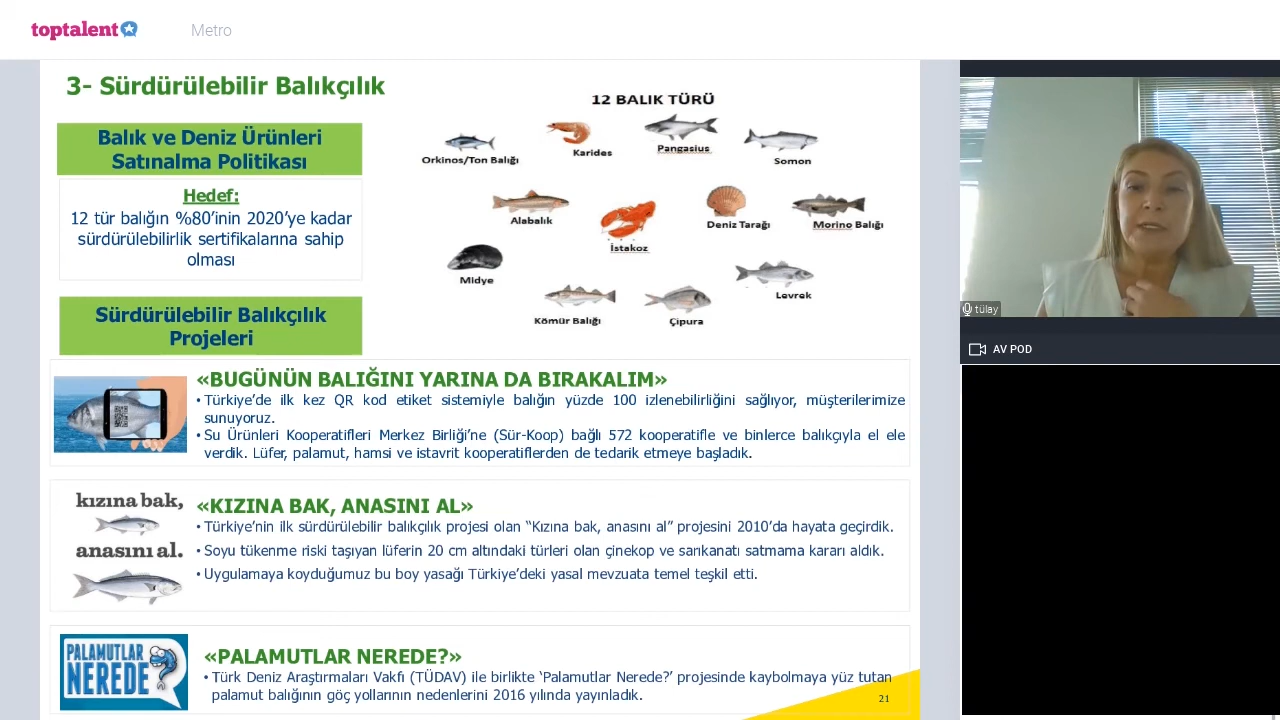 toptalent
Metro
3- Sürdürülebilir Balıkçılık
Balık ve Deniz Ürünleri
Satınalma Politikası
Hedef:
12 tür balığın %80’inin 2020’ye kadar
sürdürülebilirlik sertifikalarına sahip
olması
Sürdürülebilir Balıkçılık
Projeleri
12 BALIK TÜRÜ
Orkinos/Ton Balığı
Karides
Pangasius
Somon
Alabalık
İstakoz
Deniz Tarağı
Morino Balığı
Midye
Kömür Balığı
Çipura
Levrek
«BUGÜNÜN BALIĞINI YARINA DA BIRAKALIM»
• Türkiye’de ilk kez QR kod etiket sistemiyle balığın yüzde 100 izlenebilirliğini sağlıyor, müşterilerimize
sunuyoruz.
• Su Ürünleri Kooperatifleri Merkez Birliği’ne (Sür-Koop) bağlı 572 kooperatifle ve binlerce balıkçıyla el ele
verdik. Lüfer, palamut, hamsi ve istavrit kooperatiflerden de tedarik etmeye başladık.
kızına bak,
anasını al.
«KIZINA BAK, ANASINI AL»
• Türkiye’nin ilk sürdürülebilir balıkçılık projesi olan “Kızına bak, anasını al” projesini 2010’da hayata geçirdik.
• Soyu tükenme riski taşıyan lüferin 20 cm altındaki türleri olan çinekop ve sarıkanatı satmama kararı aldık.
• Uygulamaya koyduğumuz bu boy yasağı Türkiye’deki yasal mevzuata temel teşkil etti.
PALAMUTLAR
NEREDE
«PALAMUTLAR NEREDE?»
• Türk Deniz Araştırmaları Vakfı (TÜDAV) ile birlikte ‘Palamutlar Nerede?’ projesinde kaybolmaya yüz tutan
palamut balığının göç yollarının nedenlerini 2016 yılında yayınladık.
21
tülay
AV POD